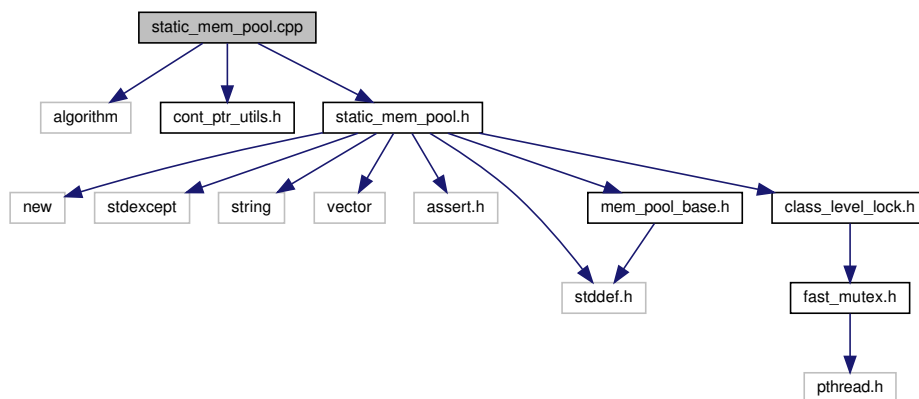 static_mem_pool.cpp
algorithm
cont_ptr_utils.h
static_mem_pool.h
new
stdexcept
string
vector
assert.h
mem_pool_base.h
class_level_lock.h
stddef.h
fast_mutex.h
pthread.h